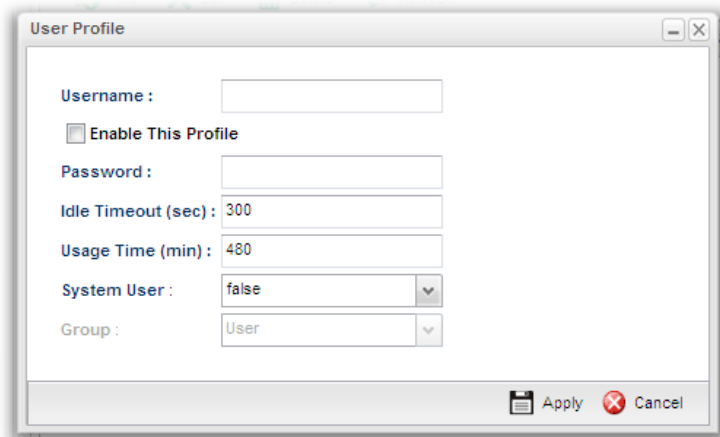 User Profile
Username :
Enable This Profile
Password :
Idle Timeout (sec) : 300
Usage Time (min) : 480
System User : false
Group : User
Apply Cancel